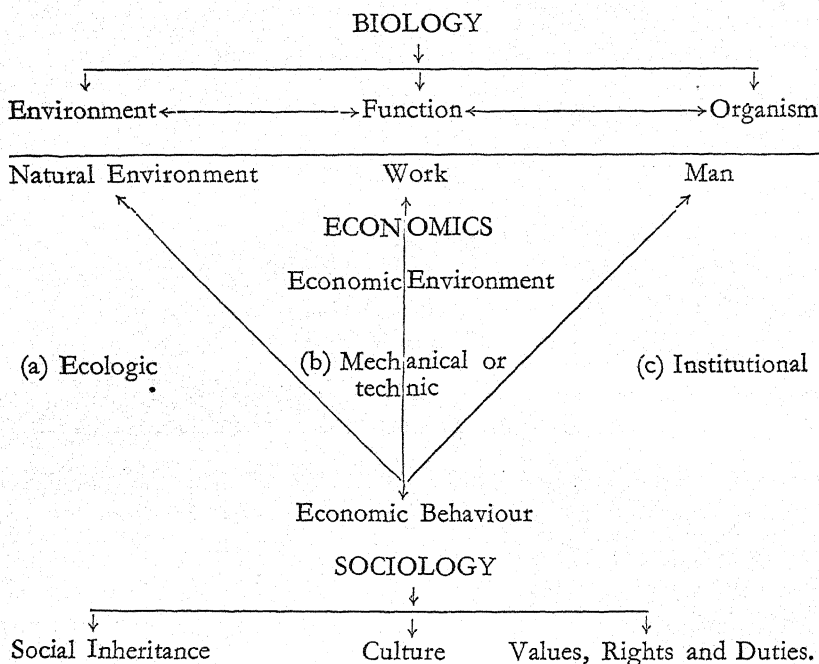 BIOLOGY
Environment Function Organism
Natural Environment Work Man
ECONOMICS
Economic Environment
(a) Ecologic (b) Mechanical or (c) Institutional
technic
Economic Behaviour
SOCIOLOGY
Social Inheritance Culture Values, Rights and Duties.